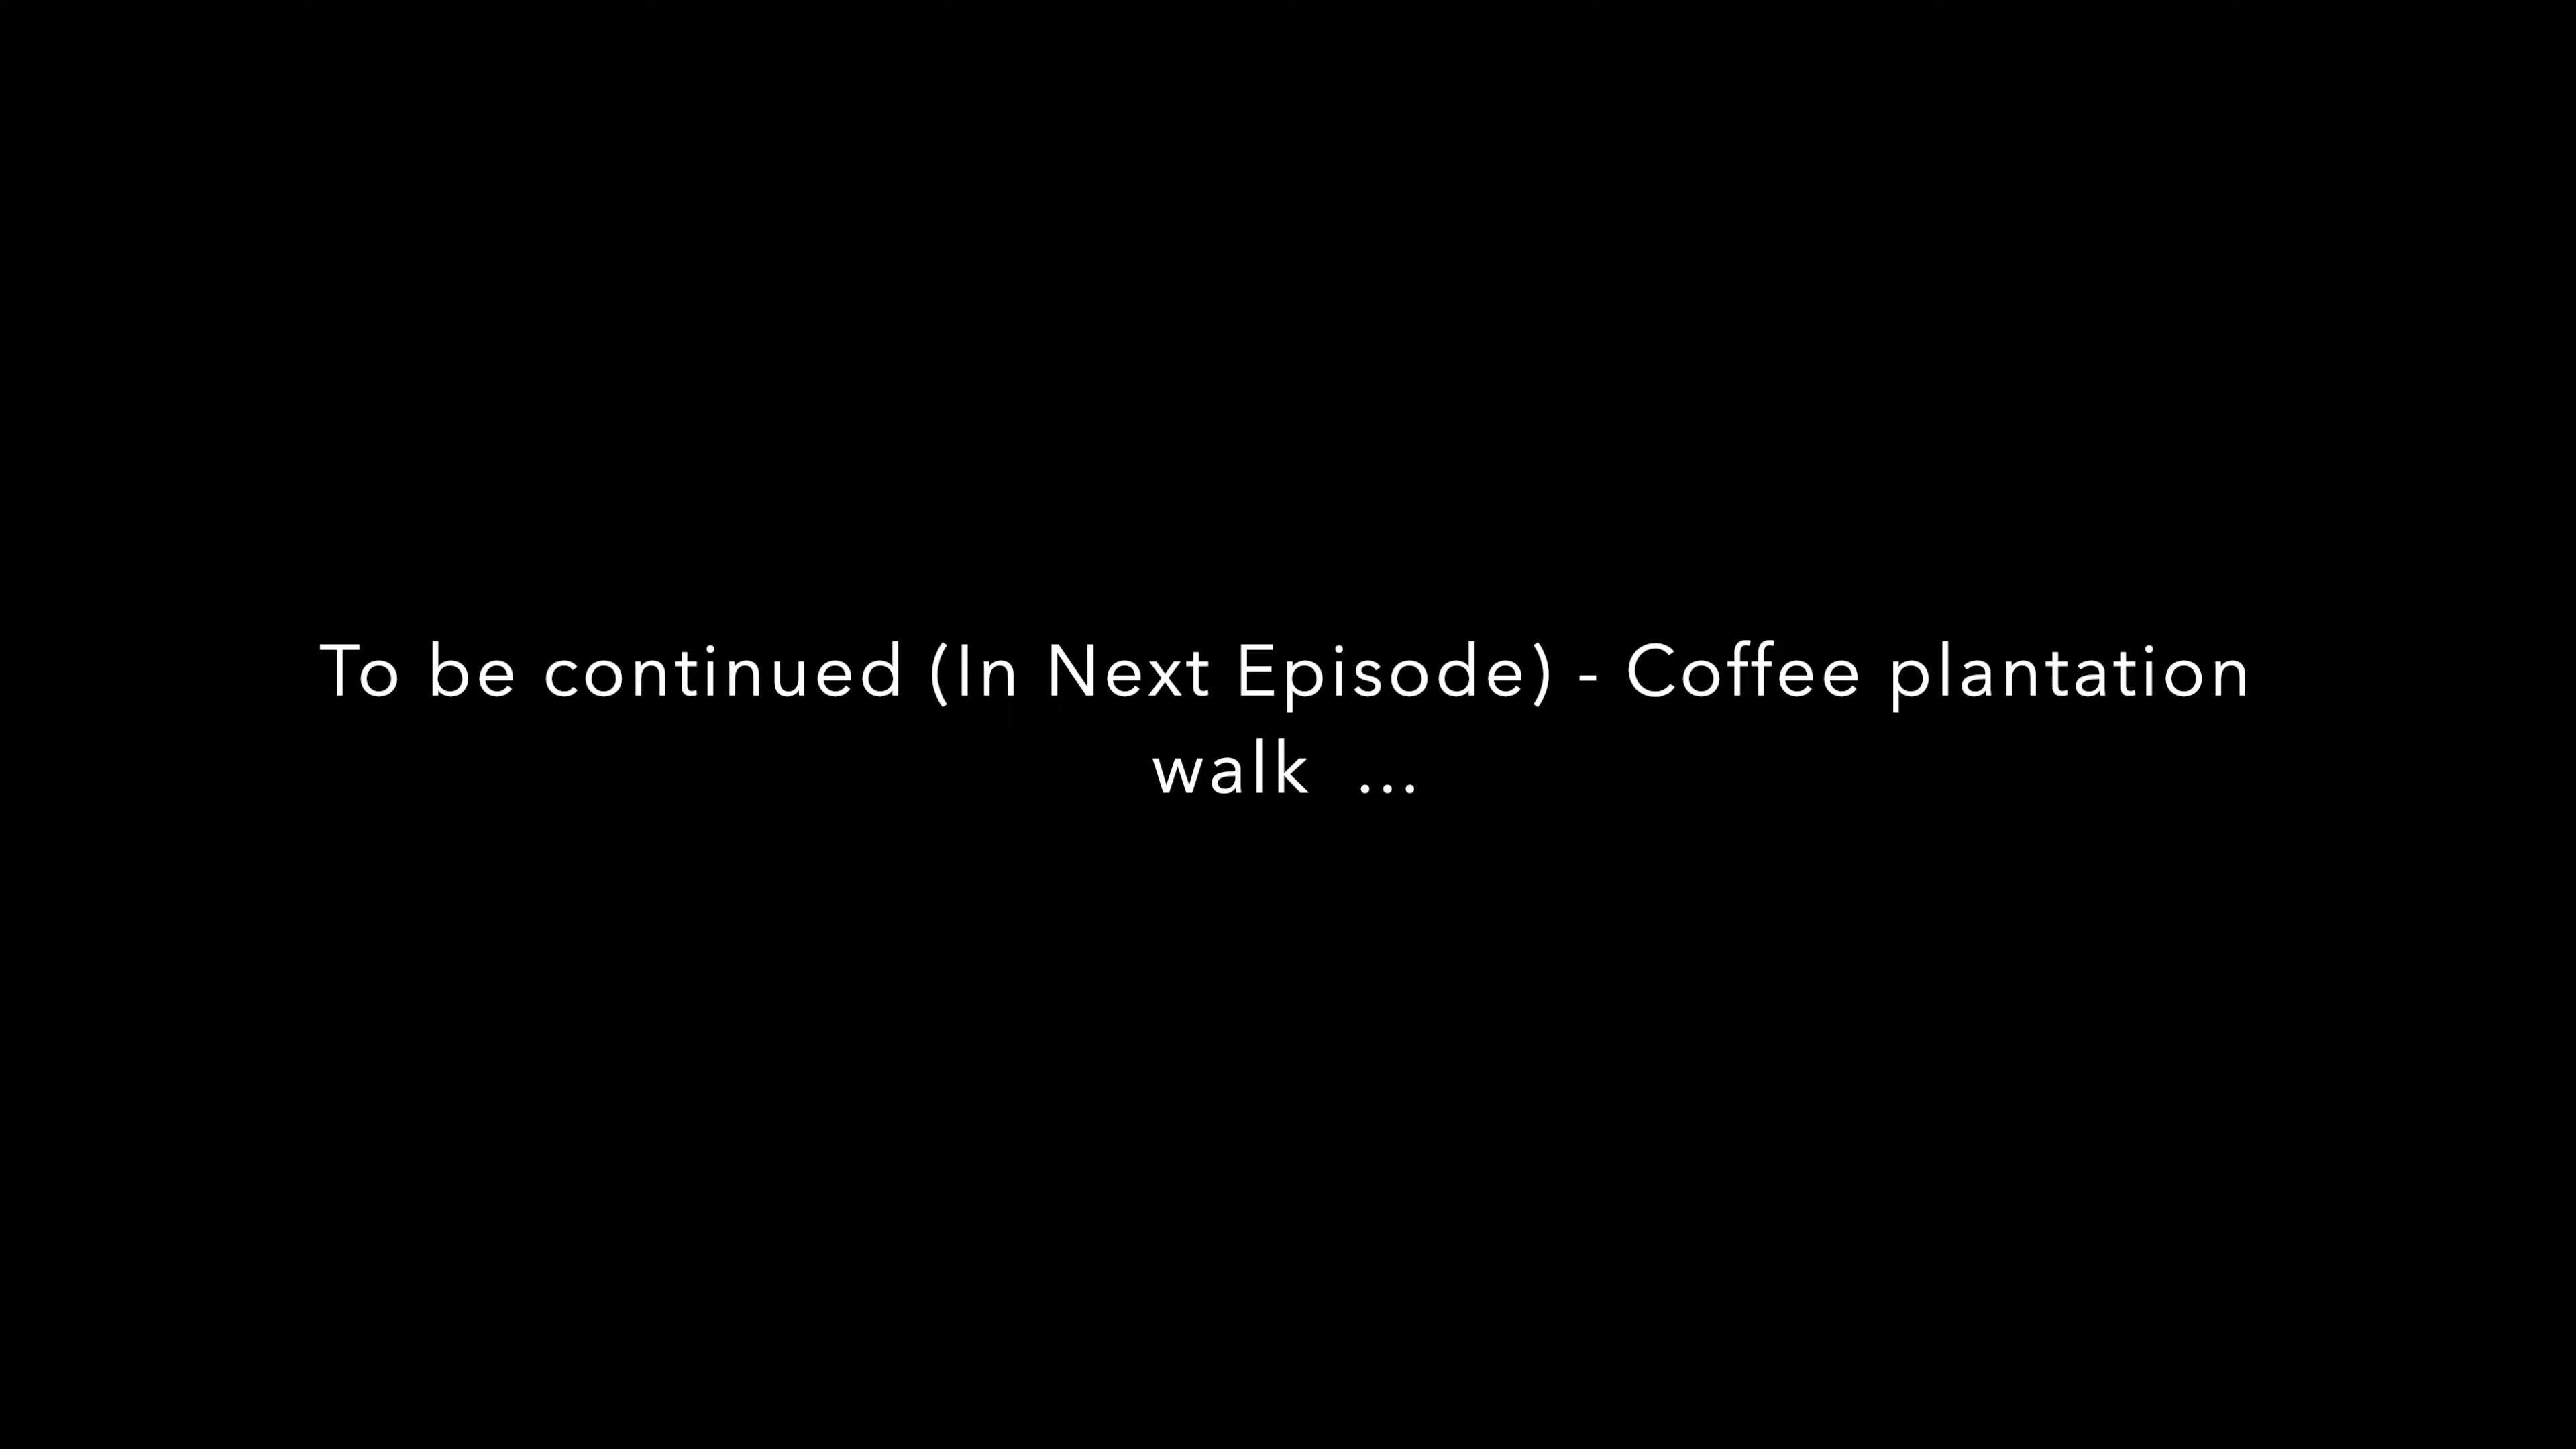 To be continued (In Next Episode) - Coffee plantation
walk  ...